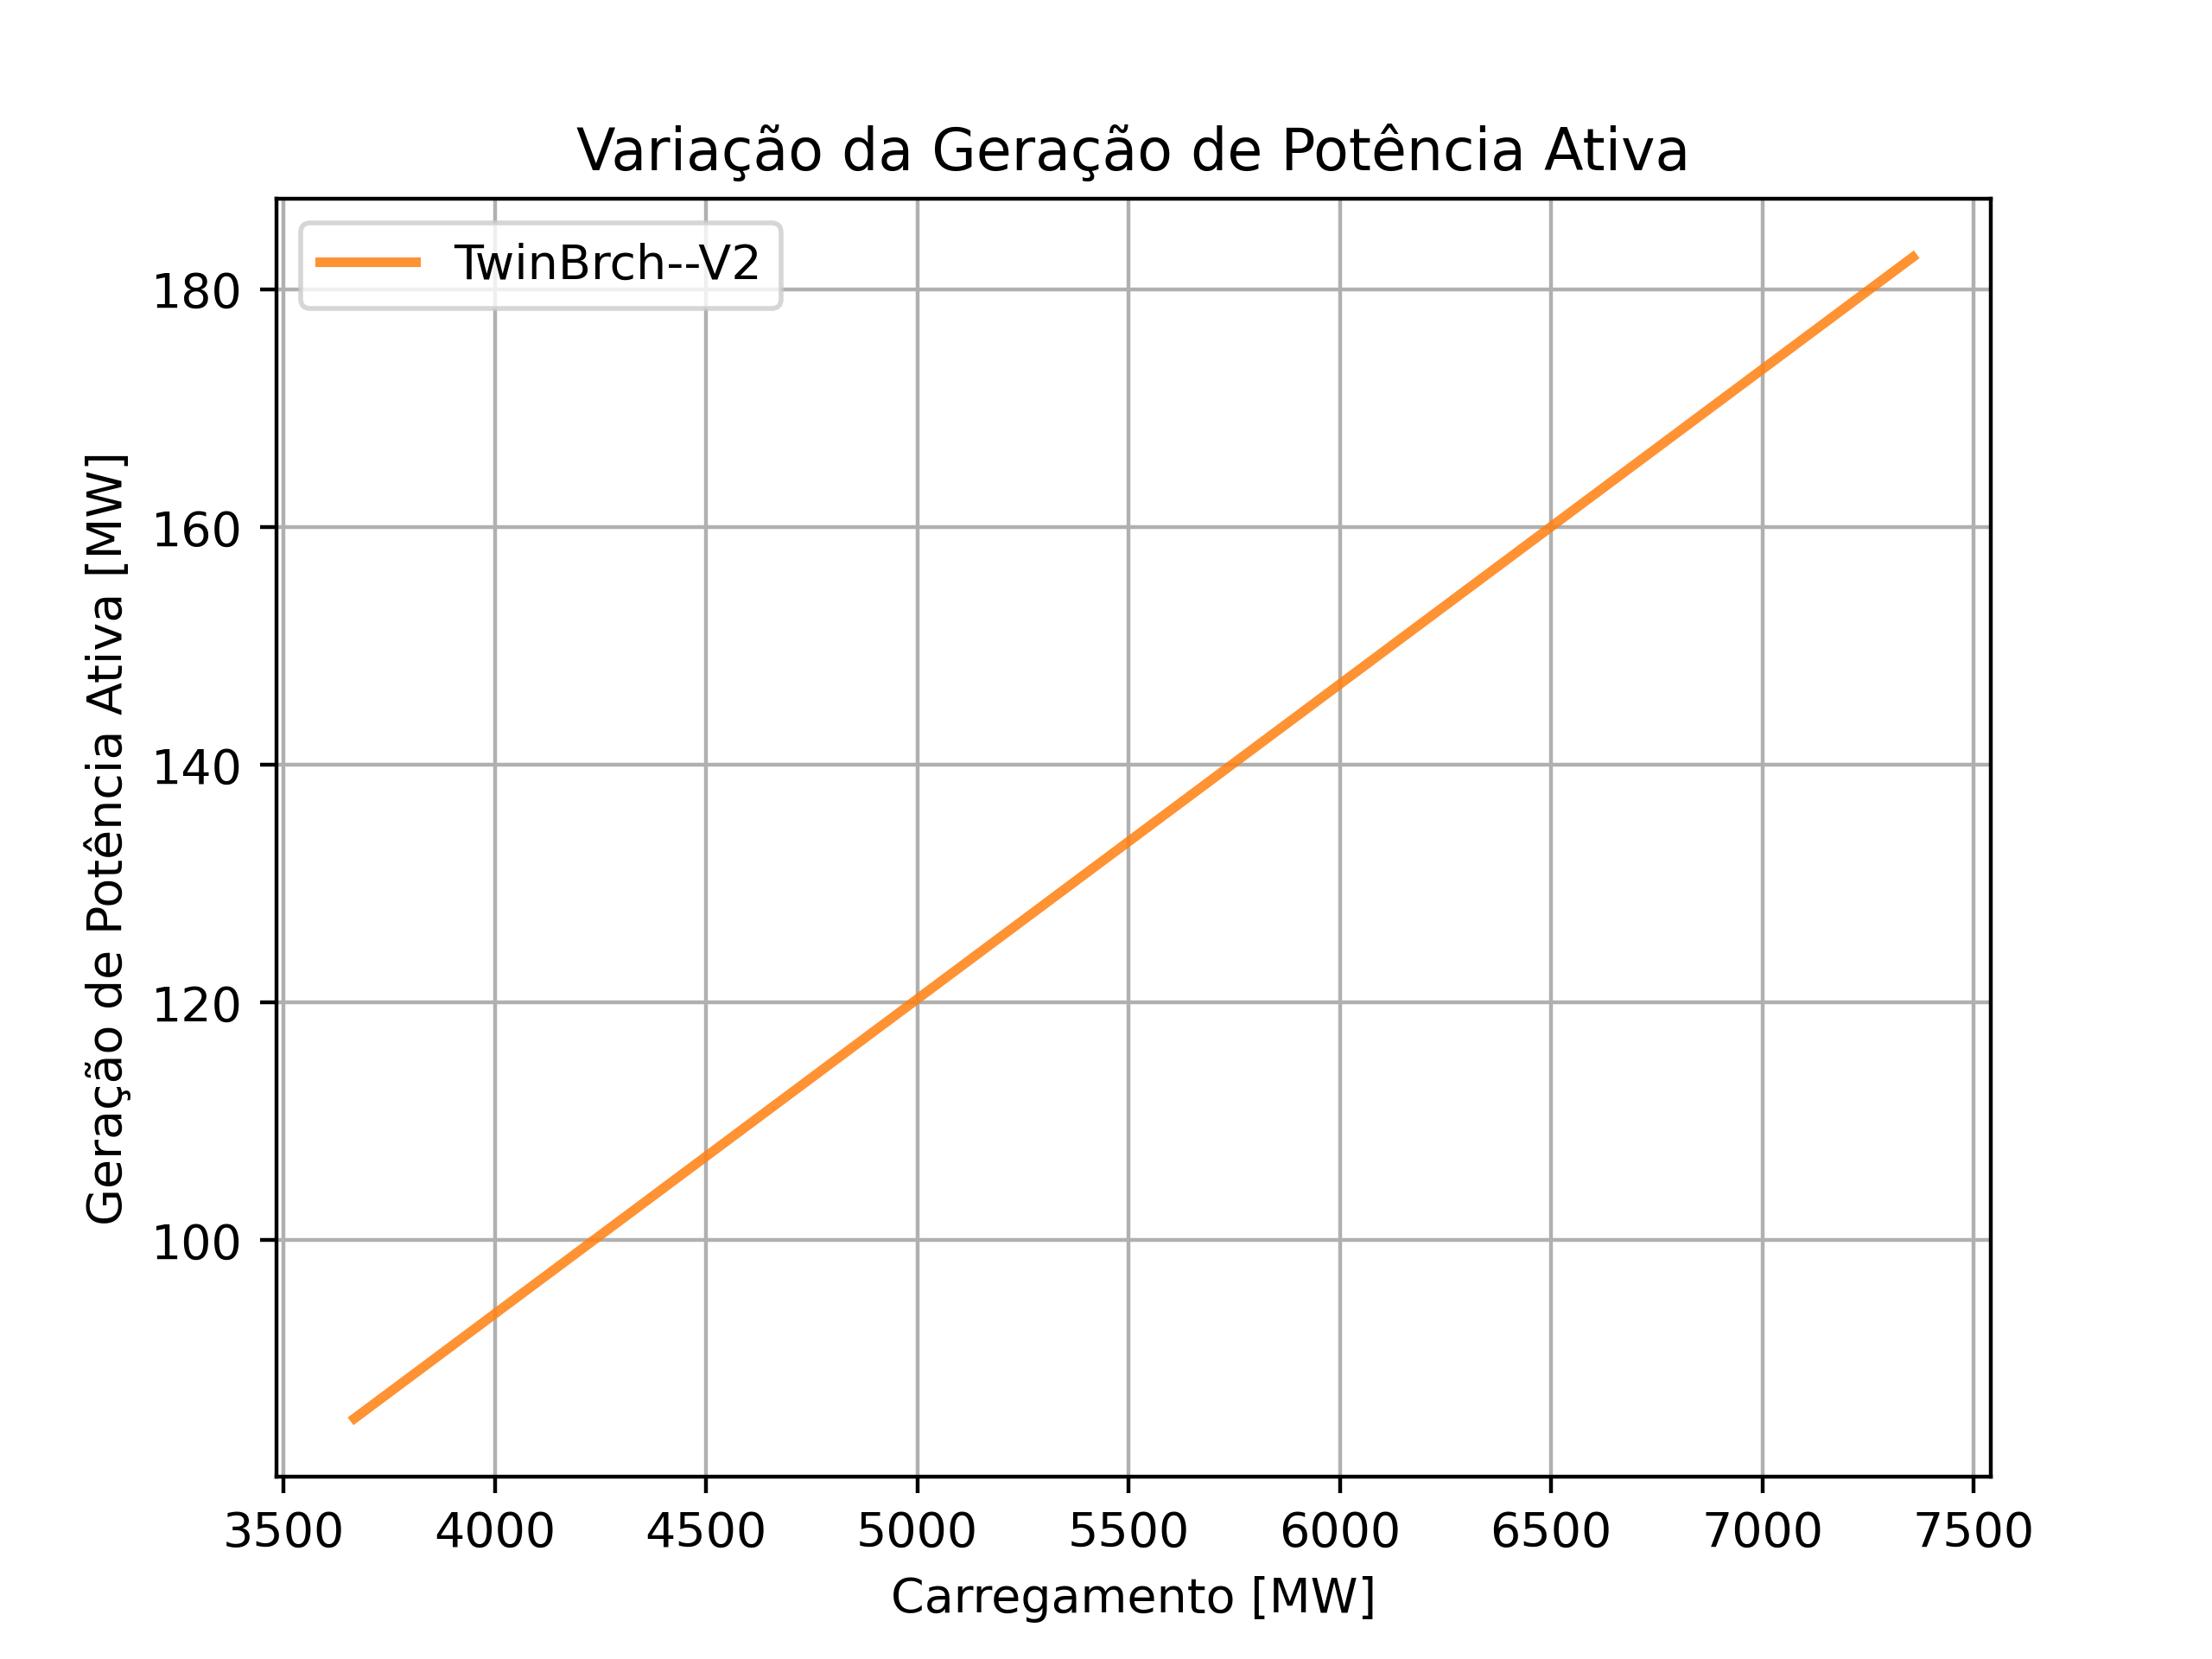 Variação da Geração de Potência Ativa
TwinBrch--V2
Geração de Potência Ativa [MW]
180
160
140
120
100
3500 4000 4500 5000 5500 6000 6500 7000 7500
Carregamento [MW]